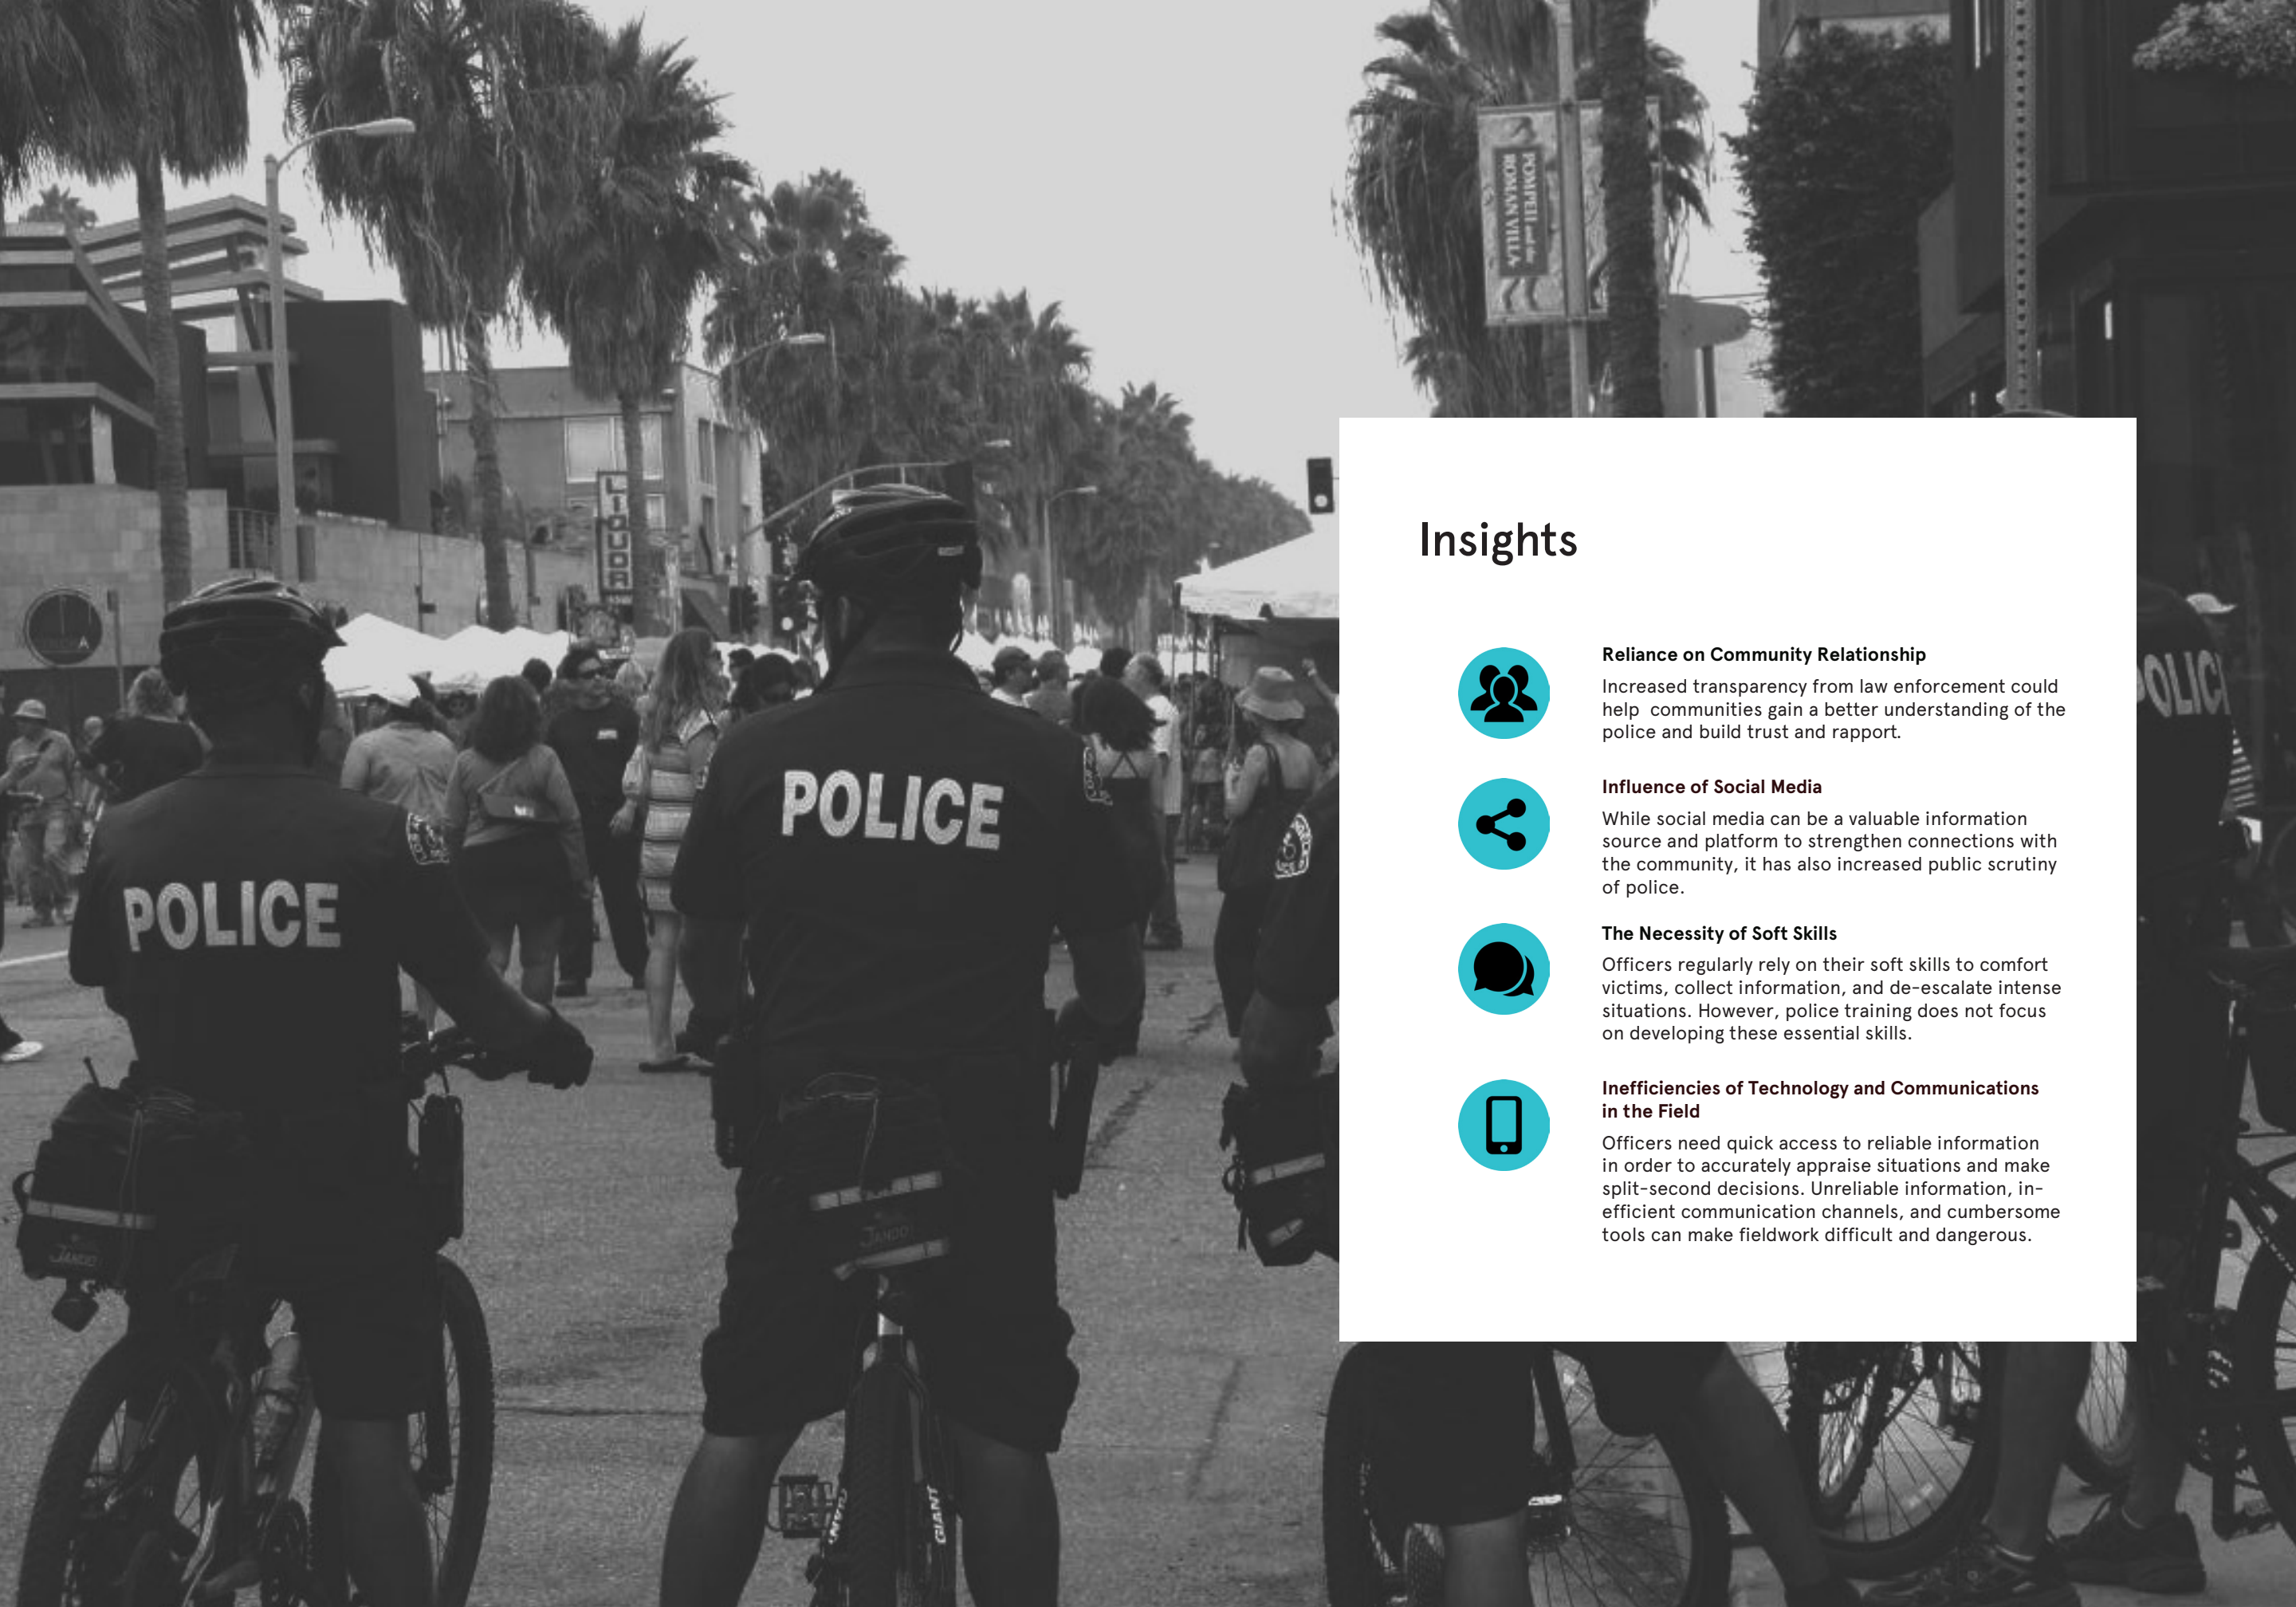 POMPEII and the
ROMAN VILLA
LIQUOR
POLICE
POLICE
POLIC
Insights
Reliance on Community Relationship
Increased transparency from law enforcement could
help communities gain a better understanding of the
police and build trust and rapport.
Influence of Social Media
While social media can be a valuable information
source and platform to strengthen connections with
the community, it has also increased public scrutiny
of police.
The Necessity of Soft Skills
Officers regularly rely on their soft skills to comfort
victims, collect information, and de-escalate intense
situations. However, police training does not focus
on developing these essential skills.
Inefficiencies of Technology and Communications
in the Field
Officers need quick access to reliable information
in order to accurately appraise situations and make
split-second decisions. Unreliable information, in-
efficient communication channels, and cumbersome
tools can make fieldwork difficult and dangerous.
JANDD
JANDD
GIANT
GIANT